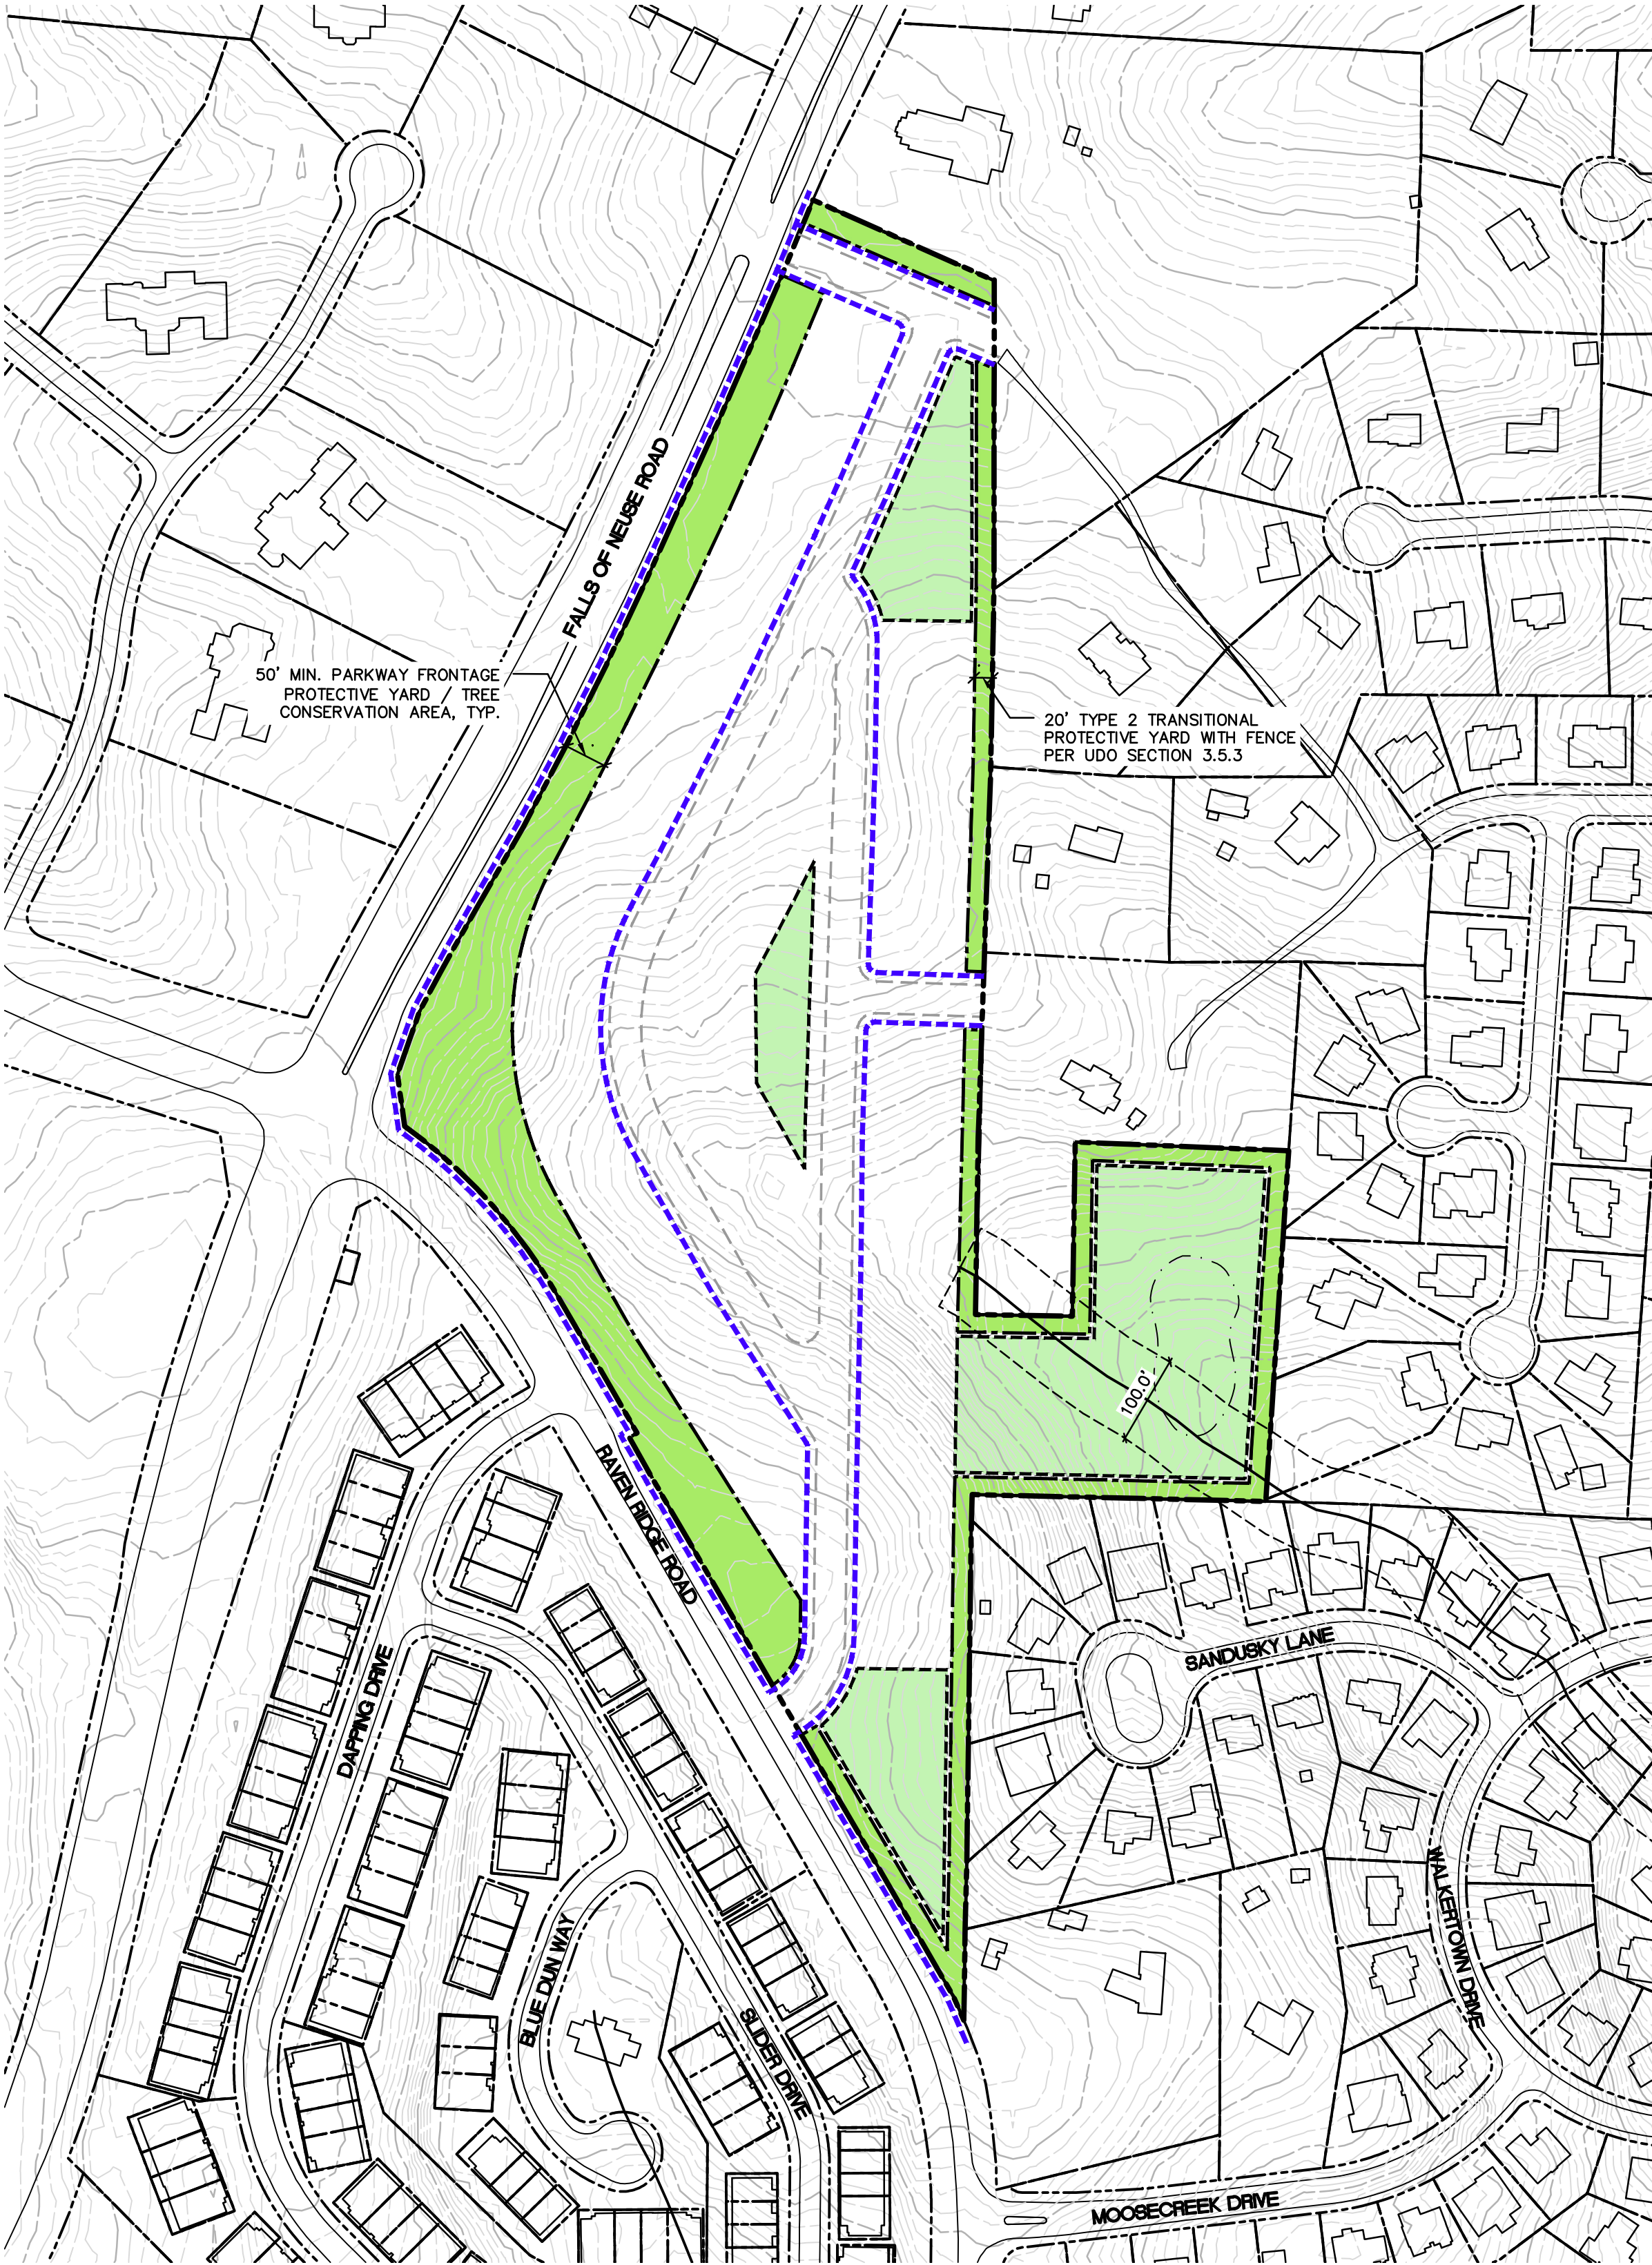 FALLS OF NEUSE ROAD
50' MIN. PARKWAY FRONTAGE
PROTECTIVE YARD / TREE
CONSERVATION AREA, TYP.
20' TYPE 2 TRANSITIONAL
PROTECTIVE YARD WITH FENCE
PER UDO SECTION 3.5.3
100.0'
RAVEN RIDGE ROAD
SANDUSKY LANE
DAPPING DRIVE
WALKERTOWN DRIVE
BLUE DUN WAY
SLIDER DRIVE
MOOSECREEK DRIVE